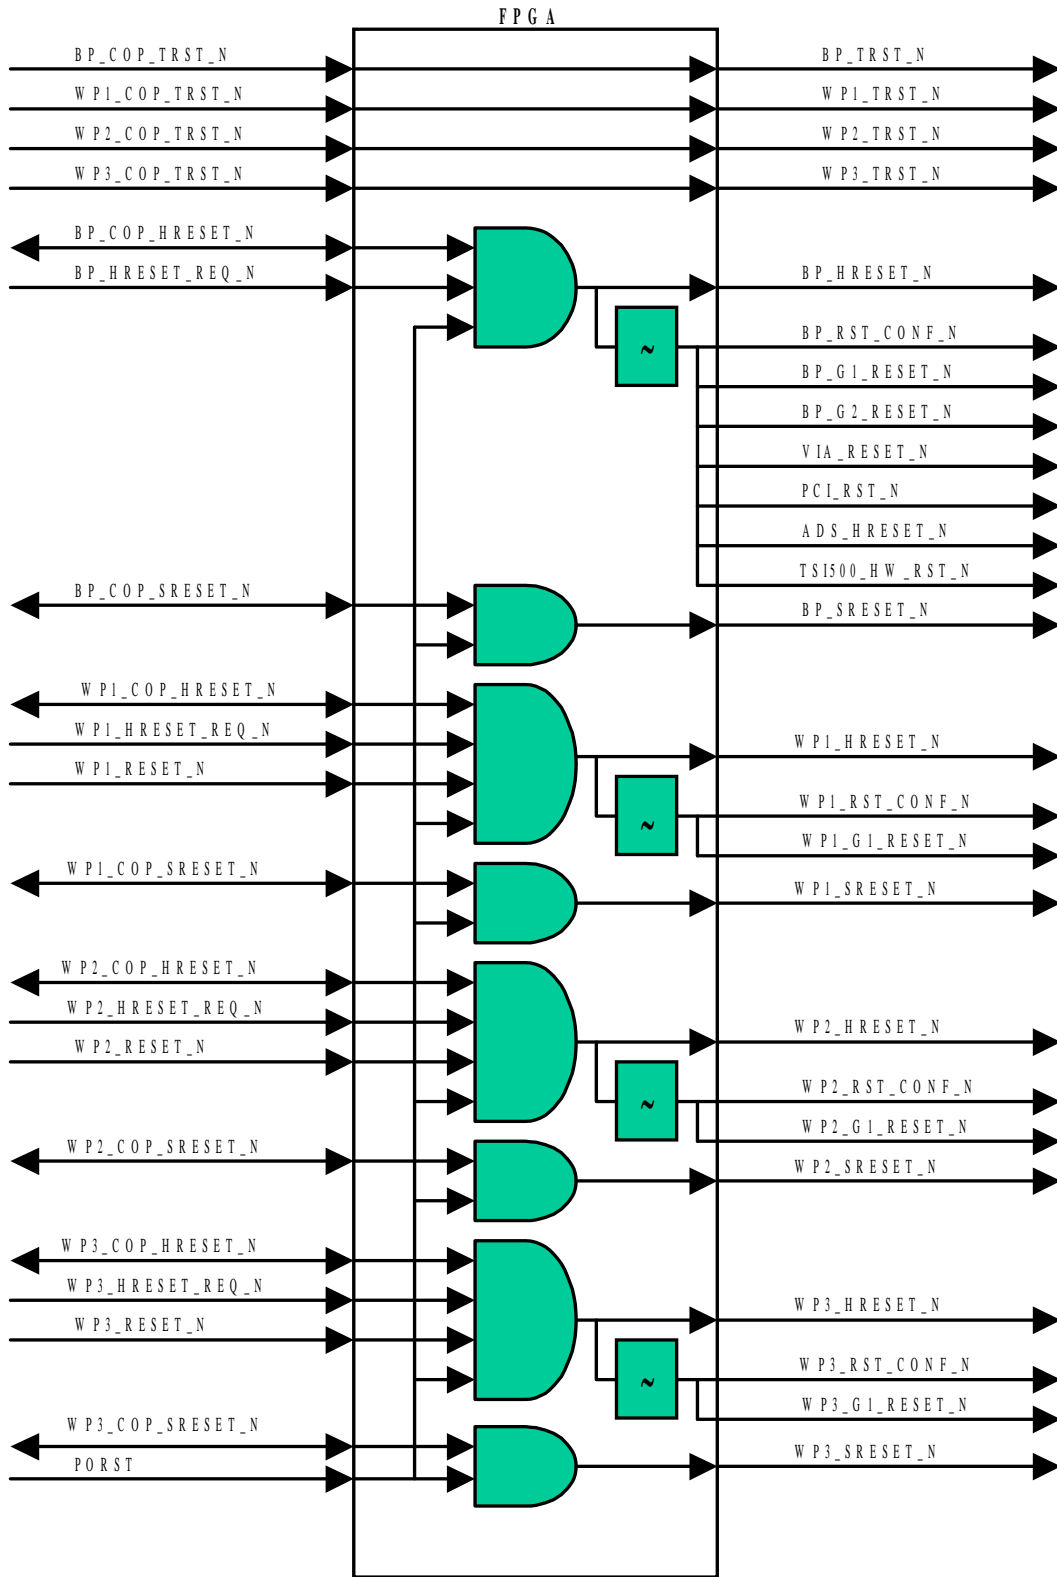 FPGA
BP_COP_TRST_N
BP_TRST_N
WP1_COP_TRST_N
WP1_TRST_N
WP2_COP_TRST_N
WP2_TRST_N
WP3_COP_TRST_N
WP3_TRST_N
BP_COP_HRESET_N
BP_HRESET_REQ_N
BP_HRESET_N
BP_RST_CONF_N
~
BP_G1_RESET_N
BP_G2_RESET_N
VIA_RESET_N
PCI_RST_N
ADS_HRESET_N
TSI500_HW_RST_N
BP_COP_SRESET_N
BP_SRESET_N
WP1_COP_HRESET_N
WP1_HRESET_REQ_N
WP1_HRESET_N
WP1_RESET_N
WP1_RST_CONF_N
~
WP1_G1_RESET_N
WP1_COP_SRESET_N
WP1_SRESET_N
WP2_COP_HRESET_N
WP2_HRESET_REQ_N
WP2_HRESET_N
WP2_RESET_N
WP2_RST_CONF_N
~
WP2_G1_RESET_N
WP2_COP_SRESET_N
WP2_SRESET_N
WP3_COP_HRESET_N
WP3_HRESET_REQ_N
WP3_HRESET_N
WP3_RESET_N
WP3_RST_CONF_N
~
WP3_G1_RESET_N
WP3_COP_SRESET_N
WP3_SRESET_N
PORST